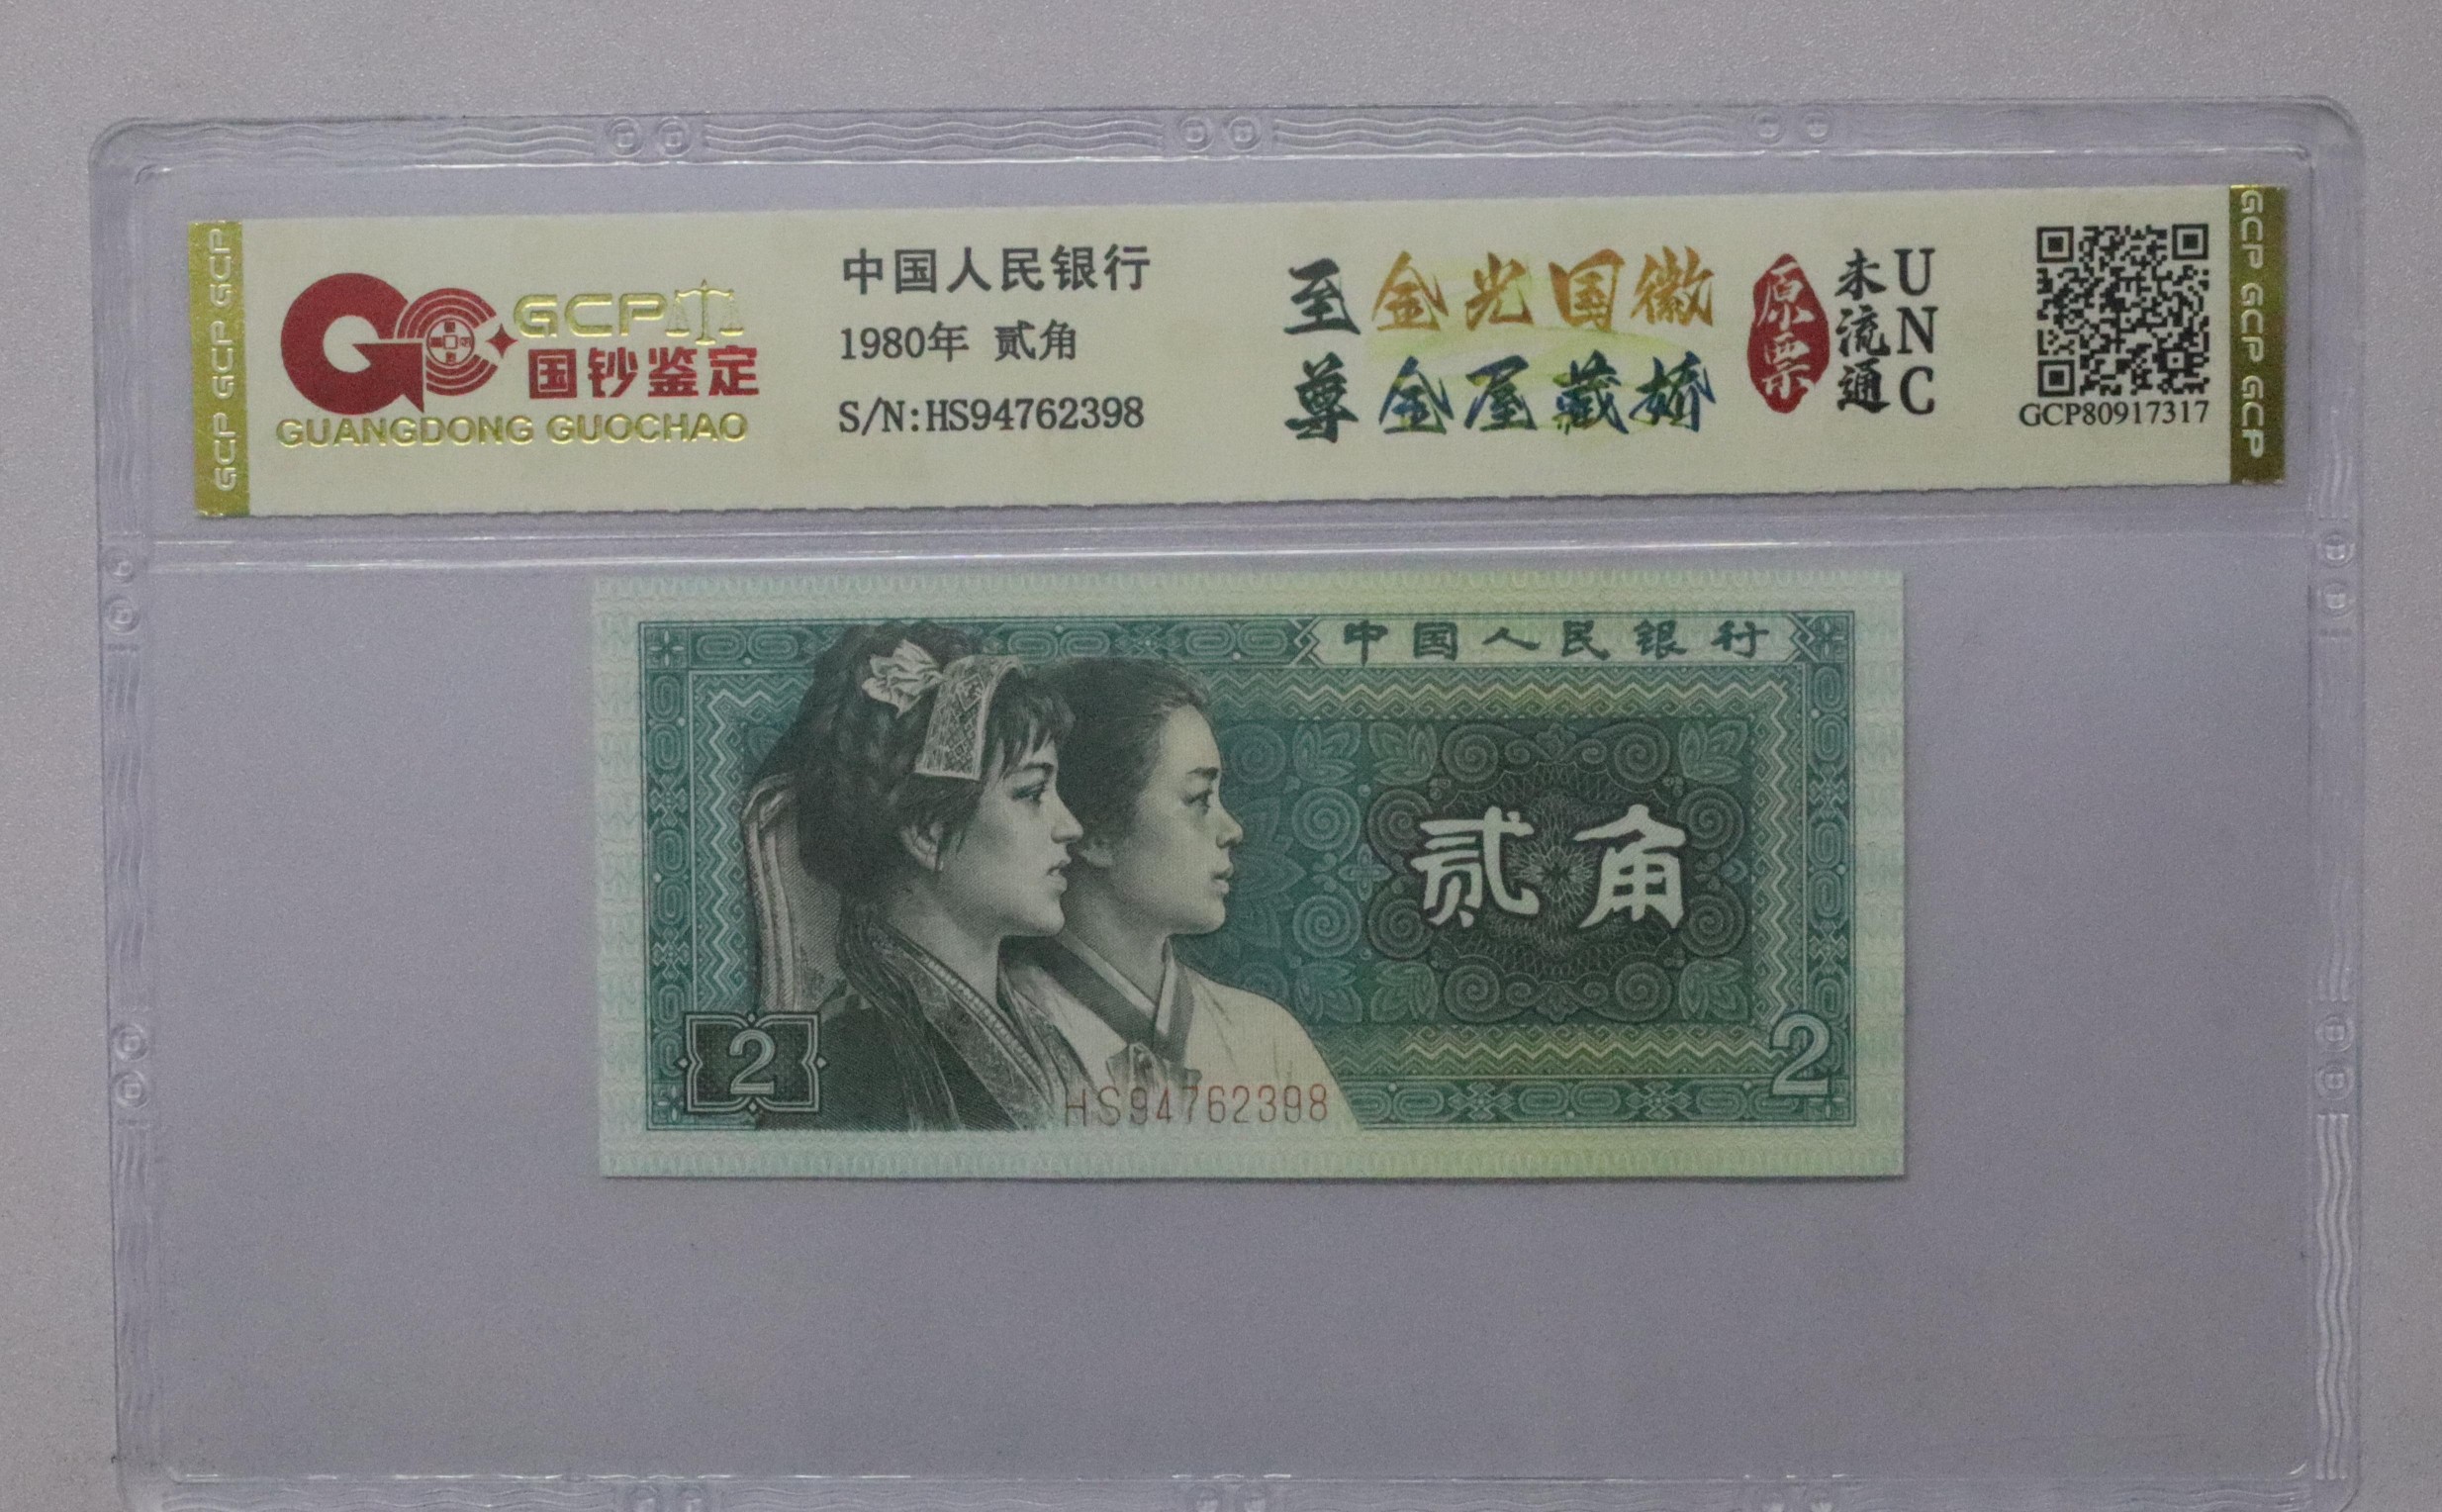 GCP GCP GCP
GCP
国钞鉴定
GUANGDONG GUOCHAO
中国人民银行
1980年 贰角
S/N:HS94762398
至尊
金光国徽
金屋藏娇
原票
未流通
UNC
GCP80917317
GCP GCP GCP
中国人民银行
贰角
2
2
HS94762398